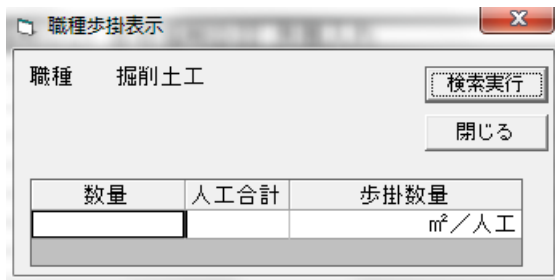 職種歩掛表示
職種 掘削土工
検索実行
閉じる
数量 人工合計 歩掛数量
㎡／人工